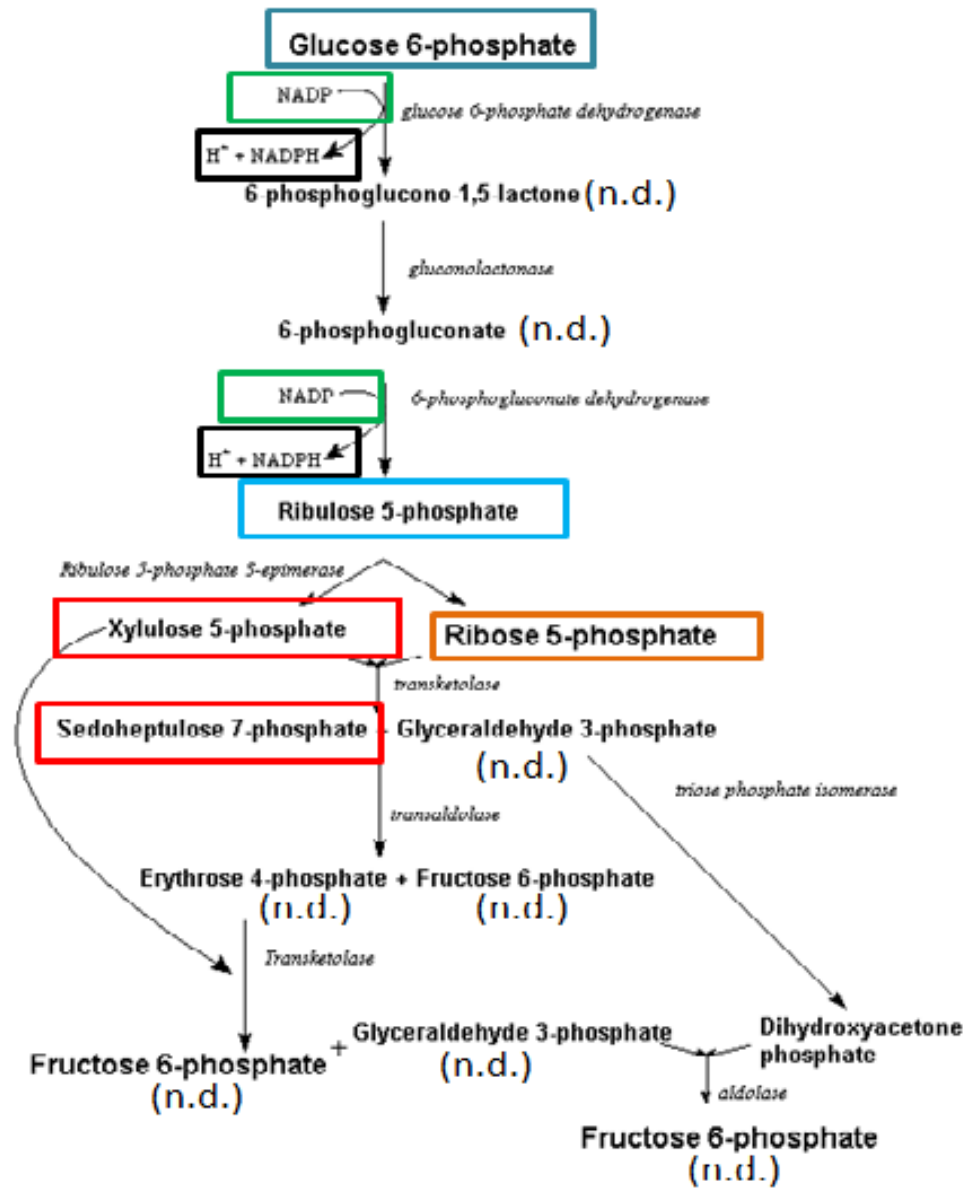 Glucose 6-phosphate
NADP
glucose 6-phosphate dehydrogenase
H+ + NADPH
6-phosphoglucono 1,5-lactone (n.d.)
gluconolactonase
6-phosphogluconate (n.d.)
NADP
6-phosphogluconate dehydrogenase
H+ + NADPH
Ribulose 5-phosphate
Ribulose 5-phosphate 5-epimerase
Xylulose 5-phosphate
Ribose 5-phosphate
transketolase
Sedoheptulose 7-phosphate + Glyceraldehyde 3-phosphate
(n.d.)
triose phosphate isomerase
transaldolase
Erythrose 4-phosphate + Fructose 6-phosphate
(n.d.) (n.d.)
Transketolase
Fructose 6-phosphate + Glyceraldehyde 3-phosphate
(n.d.) (n.d.)
Dihydroxyacetone
phosphate
aldolase
Fructose 6-phosphate
(n.d.)